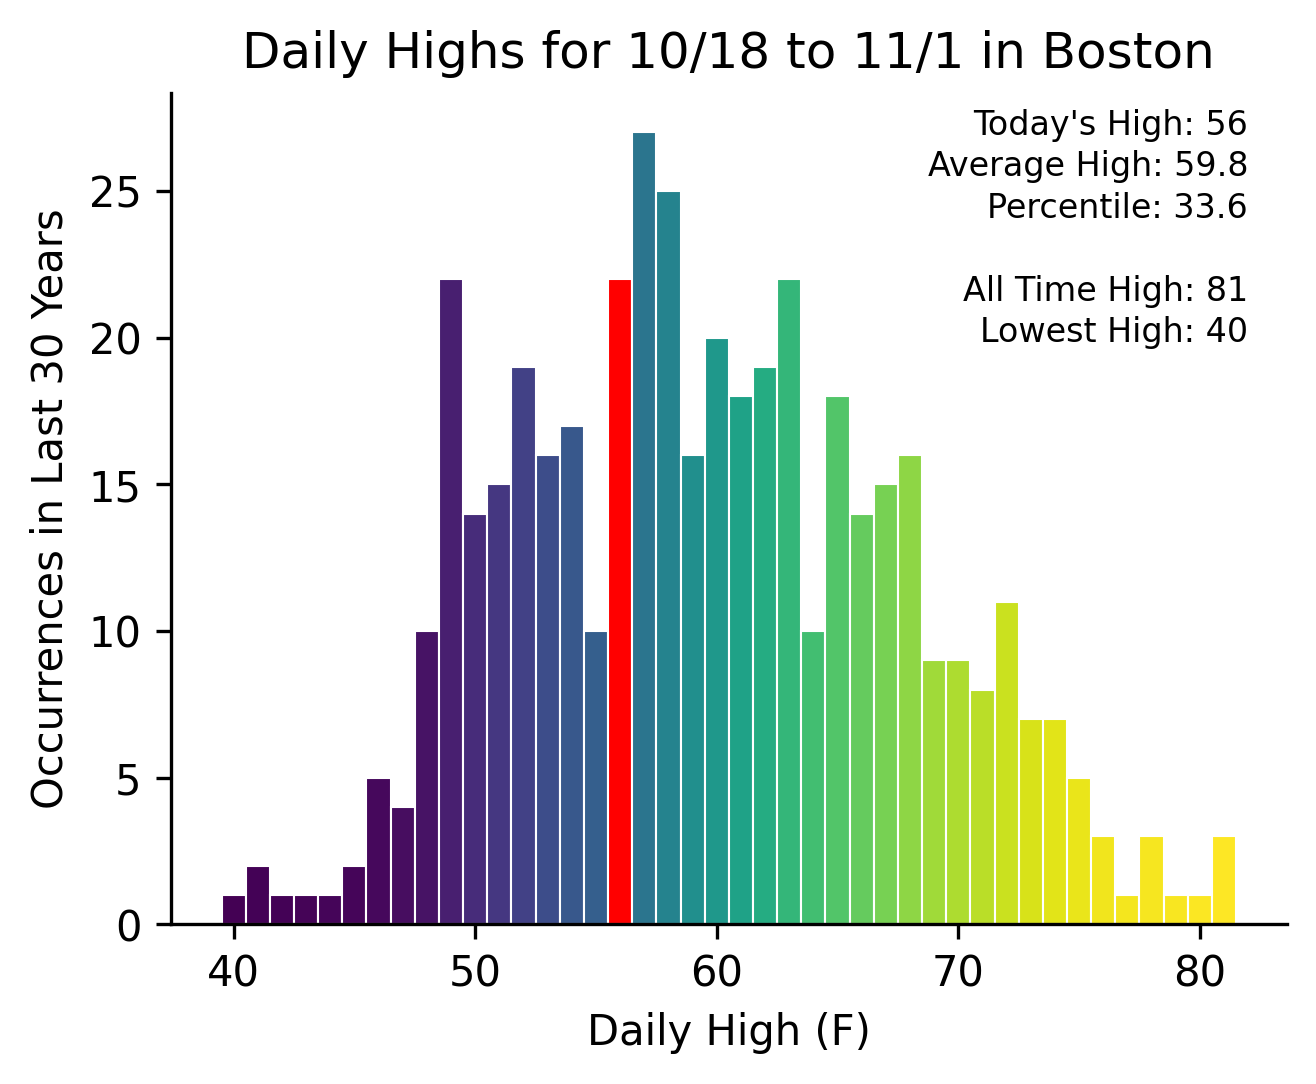 Daily Highs for 10/18 to 11/1 in Boston
Today's High: 56
Average High: 59.8
Percentile: 33.6
All Time High: 81
Lowest High: 40
Occurrences in Last 30 Years
25
20
15
10
5
0
40 50 60 70 80
Daily High (F)